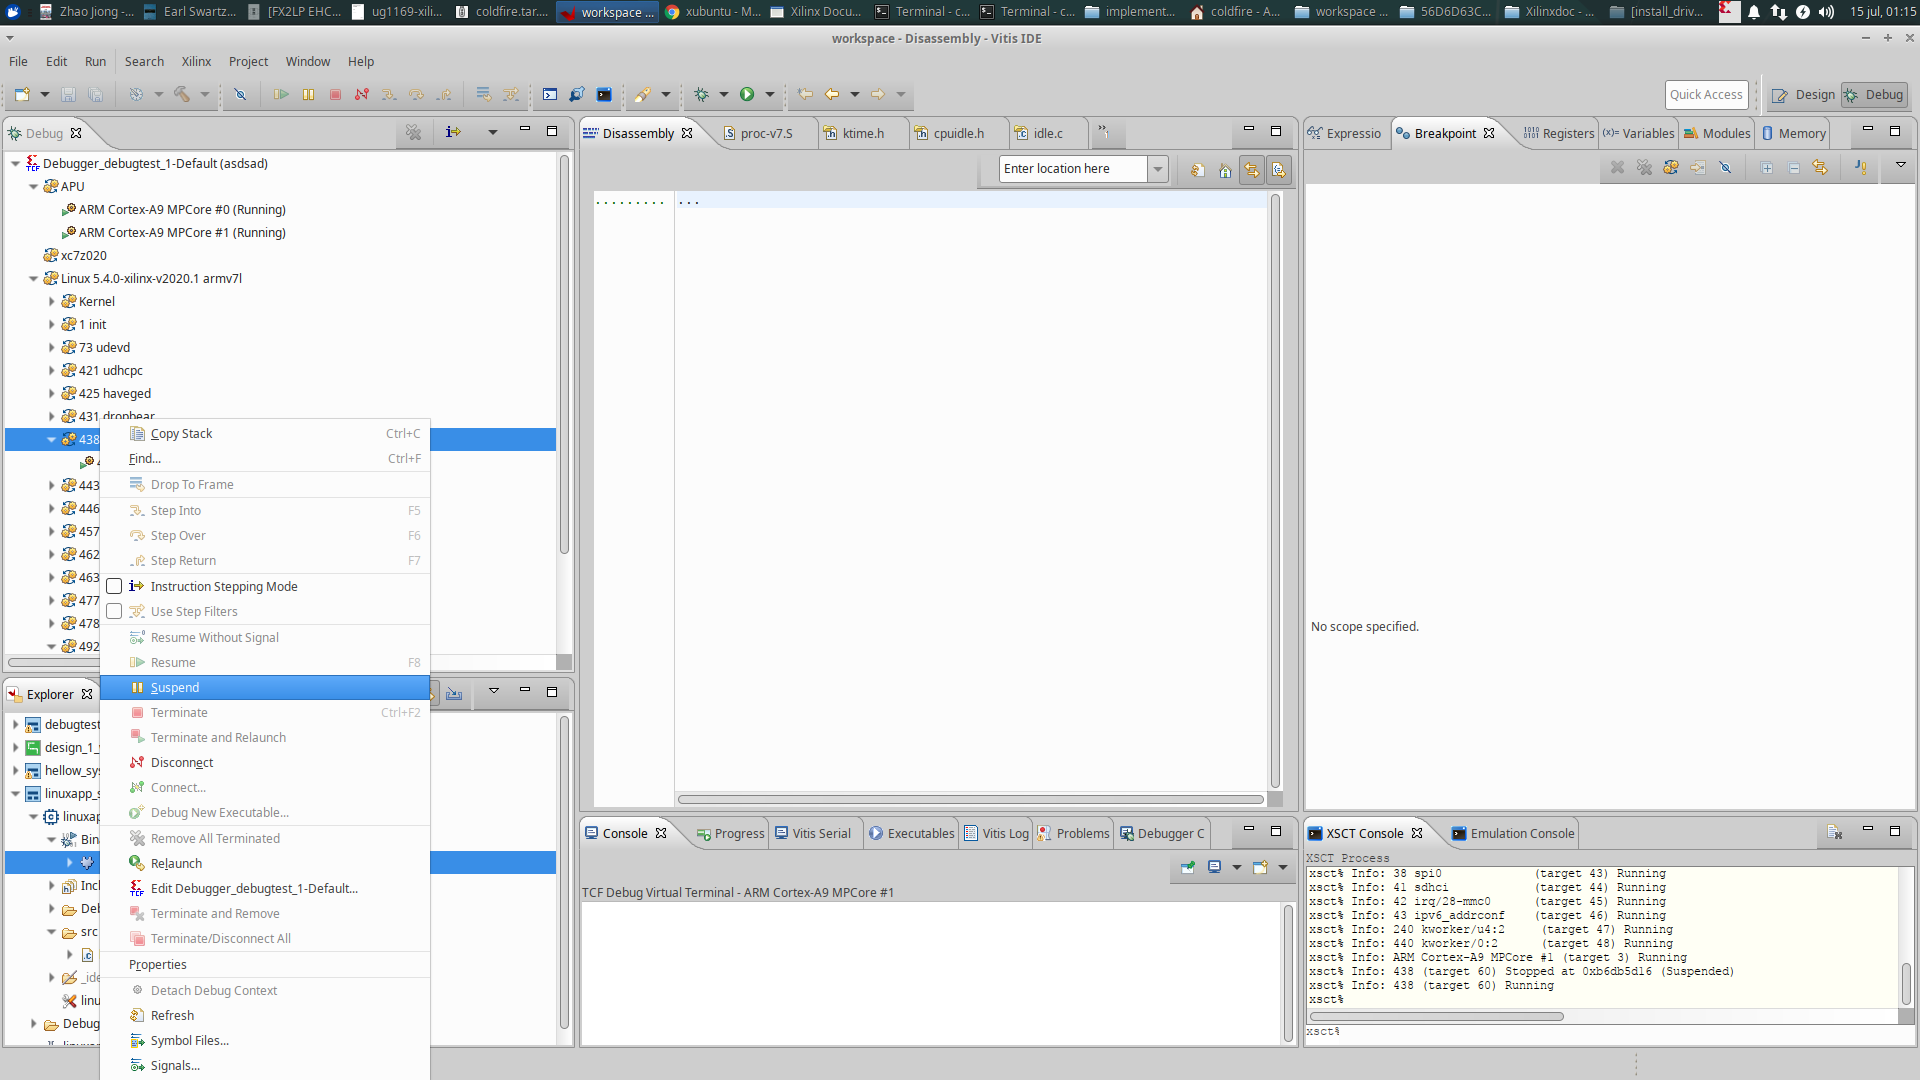 Zhao Jiong -...
Earl Swartz...
[FX2LP EHC...
ug1169-xili...
coldfire.tar....
workspace ...
xubuntu - M...
Xilinx Docu...
Terminal - c...
Terminal - c...
implement...
coldfire - A...
workspace ...
56D6D63C...
Xilinxdoc - ...
[install_driv...
15 jul, 01:15
workspace - Disassembly - Vitis IDE
File Edit Run Search Xilinx Project Window Help
Quick Access
Design
Debug
Debug
Debugger_debugtest_1-Default (asdsad)
APU
ARM Cortex-A9 MPCore #0 (Running)
ARM Cortex-A9 MPCore #1 (Running)
xc7z020
Linux 5.4.0-xilinx-v2020.1 armv7l
Kernel
1 init
73 udevd
421 udhcpc
425 haveged
431 dropbear
438
443
446
457
462
463
477
478
492
Copy Stack Ctrl+C
Find... Ctrl+F
Drop To Frame
Step Into F5
Step Over F6
Step Return F7
Instruction Stepping Mode
Use Step Filters
Resume Without Signal
Resume F8
Suspend
Terminate Ctrl+F2
Terminate and Relaunch
Disconnect
Connect...
Debug New Executable...
Remove All Terminated
Relaunch
Edit Debugger_debugtest_1-Default...
Terminate and Remove
Terminate/Disconnect All
Properties
Detach Debug Context
Refresh
Symbol Files...
Signals...
Explorer
debugtest
design_1_
hellow_sys
linuxapp_s
linuxap
Bin
Incl
Deb
src
_ide
linu
Debug
Disassembly
proc-v7.S
ktime.h
cpuidle.h
idle.c
Enter location here
...
Expressio
Breakpoint
Registers
Variables
Modules
Memory
No scope specified.
Console
Progress
Vitis Serial
Executables
Vitis Log
Problems
Debugger C
TCF Debug Virtual Terminal - ARM Cortex-A9 MPCore #1
XSCT Console
Emulation Console
XSCT Process
xsct% Info: 38 spi0 (target 43) Running
xsct% Info: 41 sdhci (target 44) Running
xsct% Info: 42 irq/28-mmc0 (target 45) Running
xsct% Info: 43 ipv6_addrconf (target 46) Running
xsct% Info: 240 kworker/u4:2 (target 47) Running
xsct% Info: 440 kworker/0:2 (target 48) Running
xsct% Info: ARM Cortex-A9 MPCore #1 (target 3) Running
xsct% Info: 438 (target 60) Stopped at 0xb6db5d16 (Suspended)
xsct% Info: 438 (target 60) Running
xsct%
xsct%